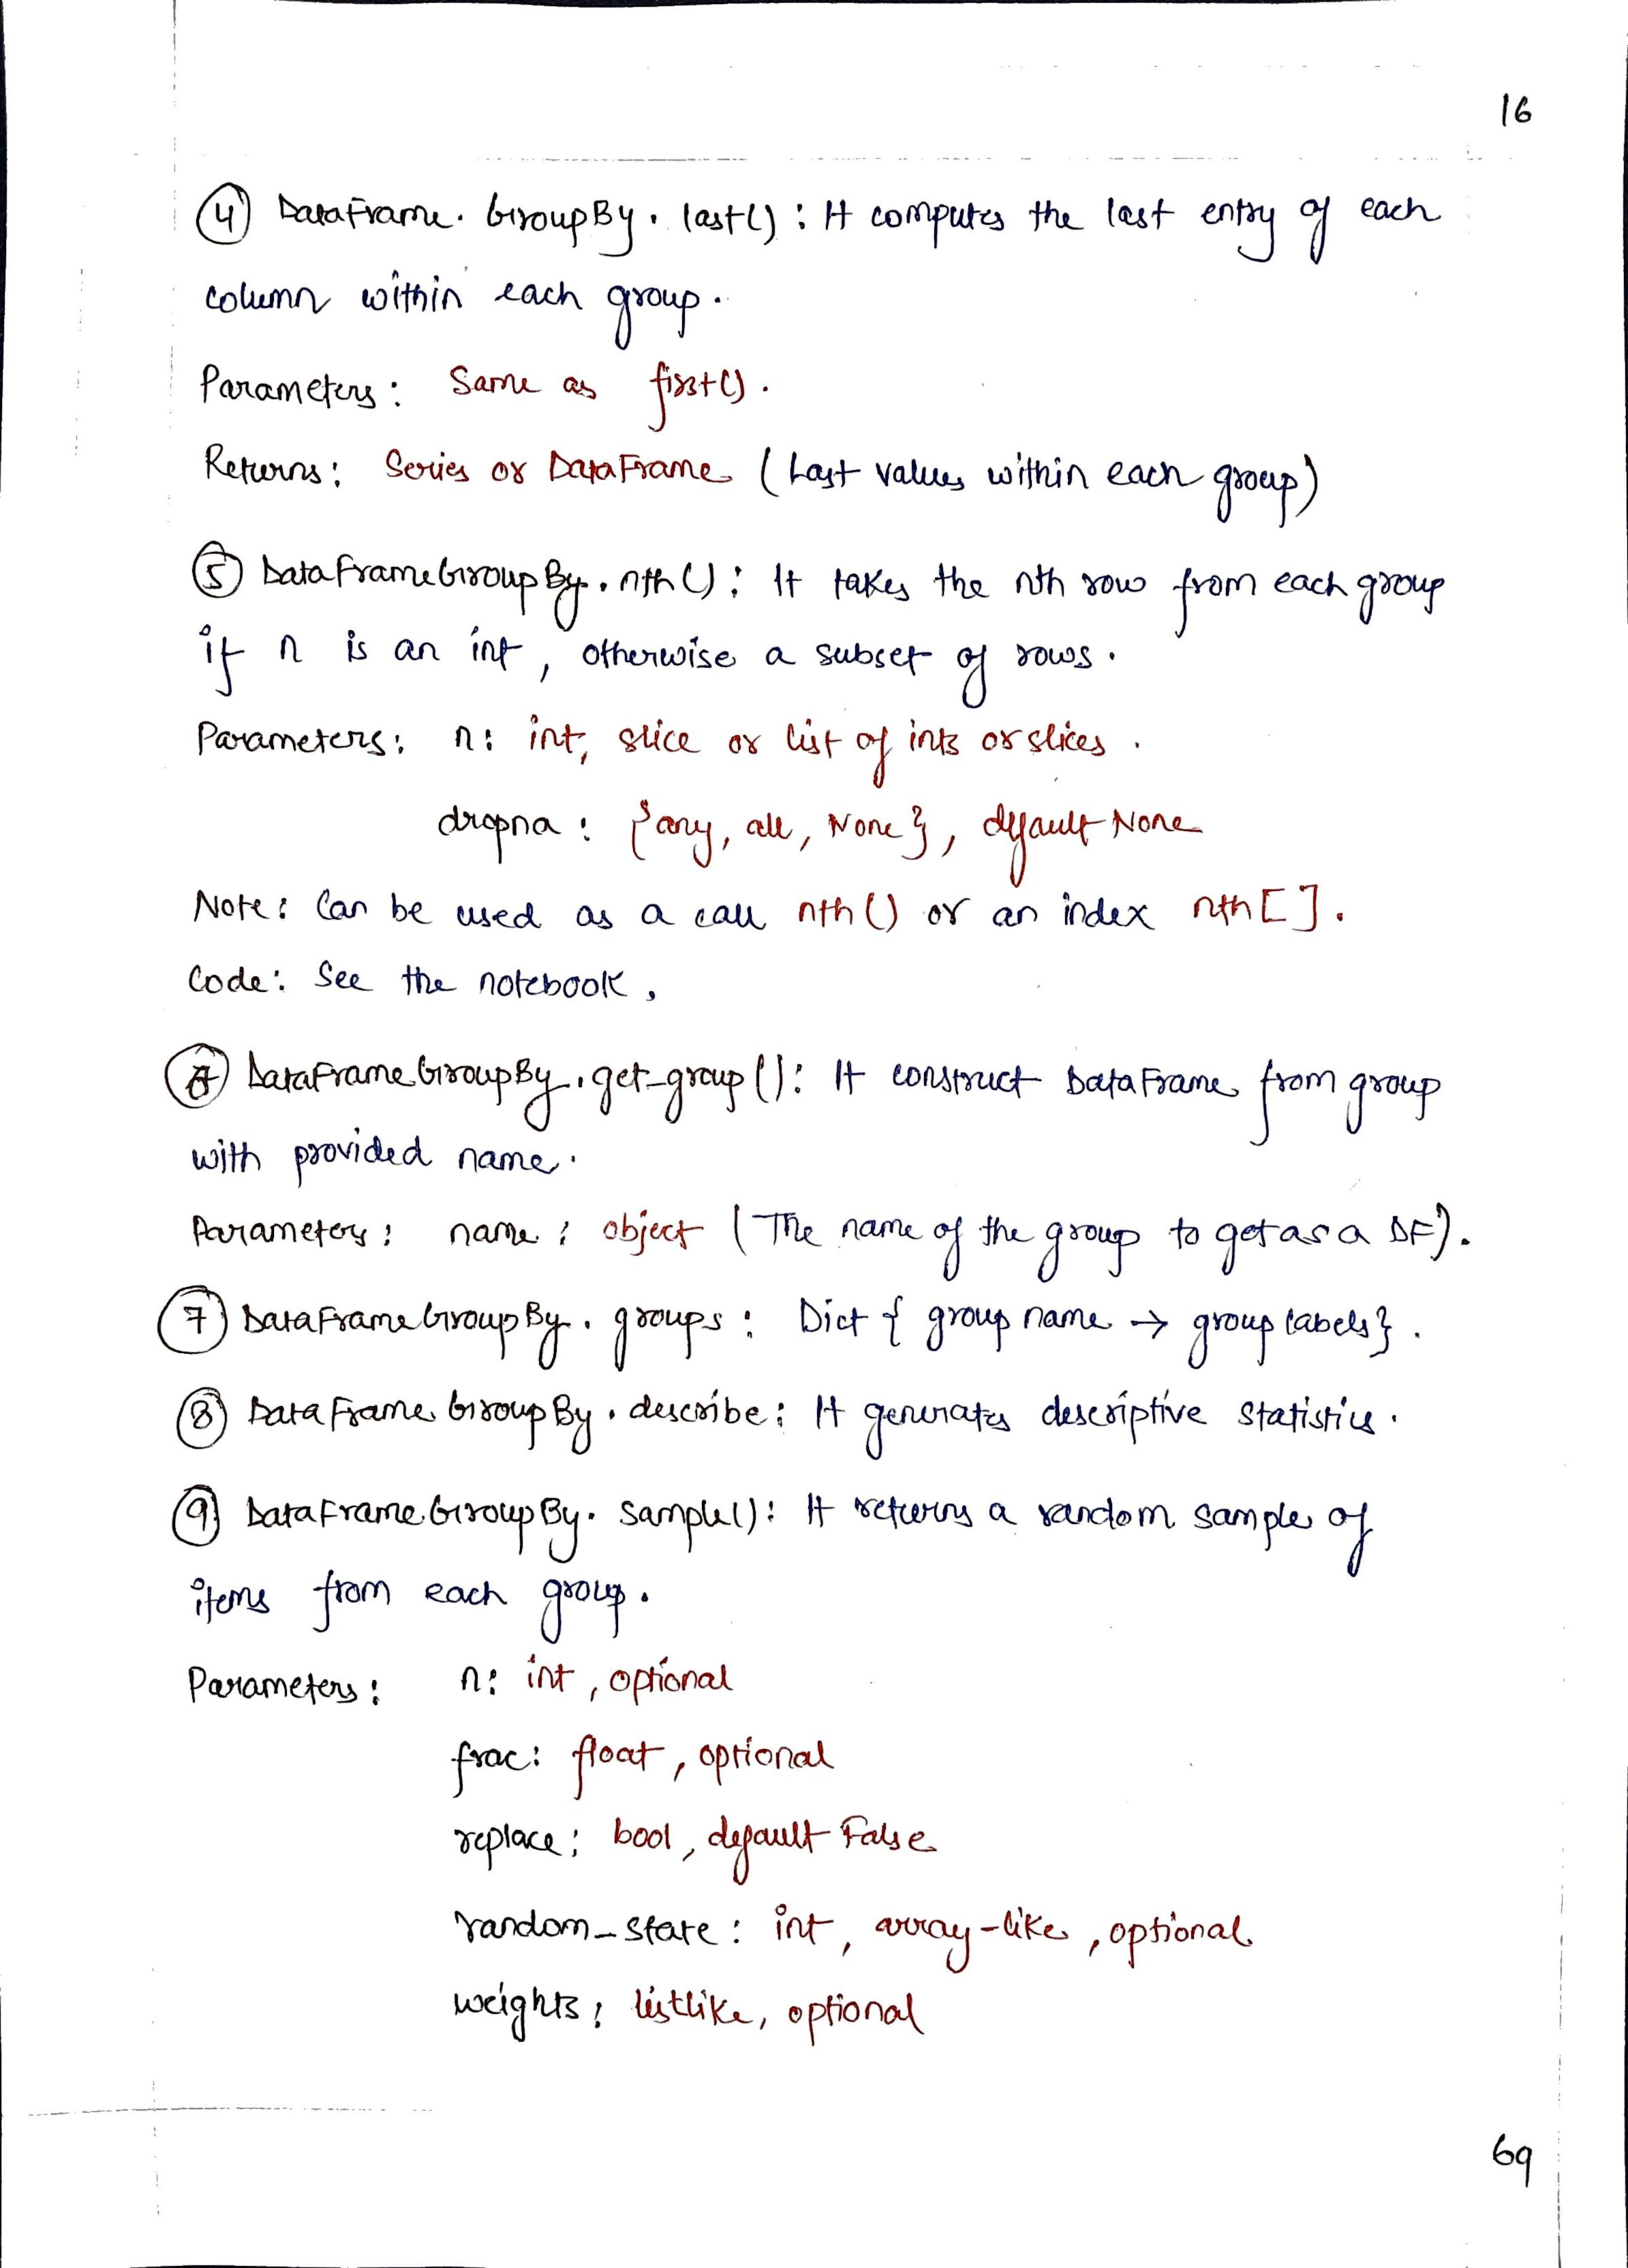 16
④ DataFrame. GroupBy. last() : It computes the last entry of each
column within each group.
Parameters: Same as first().
Returns: Series or DataFrame (Last values within each group)
⑤ DataFrameGroupBy. nth(): It takes the nth row from each group
if n is an int, otherwise a subset of rows.
Parameters: n: int, slice or list of ints or slices.
dropna: {any, all, None}, default None
Note: Can be used as a call nth() or an index nth[].
Code: See the notebook.
DataFrameGroupBy. get_group(): It construct DataFrame from group
with provided name.
Parameters: name: object (The name of the group to get as a DF).
⑦ DataFrameGroupBy. groups: Dict {group name → group labels}.
⑧ DataFrameGroupBy. describe: It generates descriptive statistics.
⑨ DataFrameGroupBy. sample(): It returns a random sample of
items from each group.
Parameters: n: int, optional
frac: float, optional
replace: bool, default False
random_state: int, array-like, optional
weights: listlike, optional
69